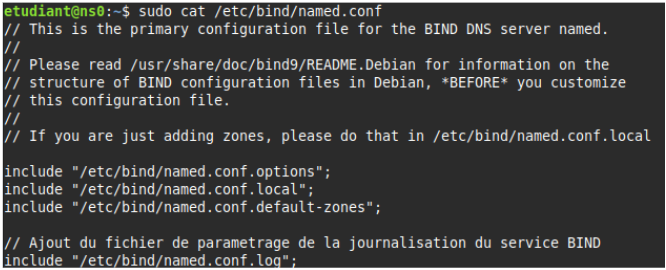 etudiant@ns0:~$ sudo cat /etc/bind/named.conf
// This is the primary configuration file for the BIND DNS server named.
//
// Please read /usr/share/doc/bind9/README.Debian for information on the
// structure of BIND configuration files in Debian, *BEFORE* you customize
// this configuration file.
//
// If you are just adding zones, please do that in /etc/bind/named.conf.local
include "/etc/bind/named.conf.options";
include "/etc/bind/named.conf.local";
include "/etc/bind/named.conf.default-zones";
// Ajout du fichier de parametrage de la journalisation du service BIND
include "/etc/bind/named.conf.log";